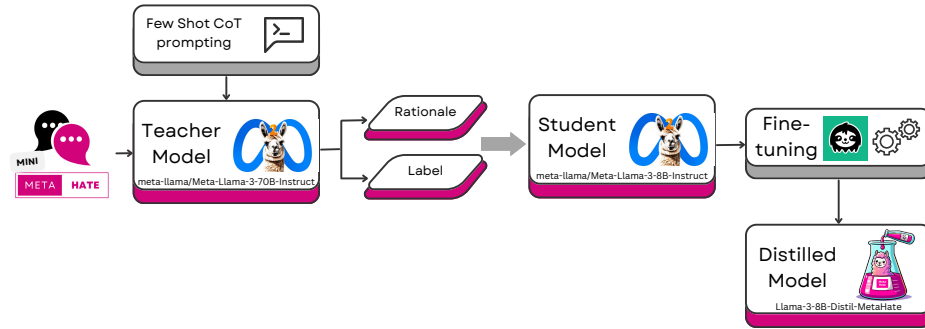 Few Shot CoT
prompting
MINI
META HATE
Teacher
Model
meta-llama/Meta-Llama-3-70B-Instruct
Rationale
Label
Student
Model
meta-llama/Meta-Llama-3-8B-Instruct
Fine-
tuning
Distilled
Model
Llama-3-8B-Distil-MetaHate